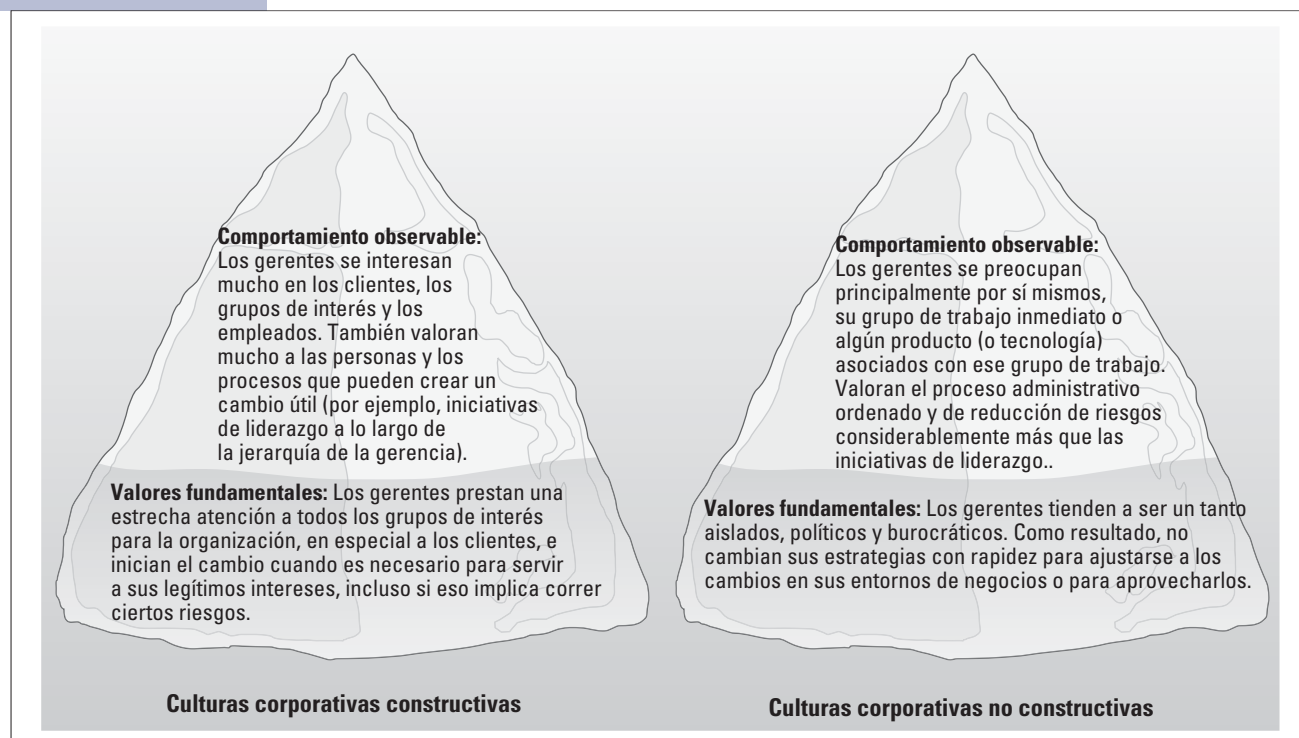 Comportamiento observable:
Los gerentes se interesan
mucho en los clientes, los
grupos de interés y los
empleados. También valoran
mucho a las personas y los
procesos que pueden crear un
cambio útil (por ejemplo, iniciativas
de liderazgo a lo largo de
la jerarquía de la gerencia).
Valores fundamentales: Los gerentes prestan una
estrecha atención a todos los grupos de interés
para la organización, en especial a los clientes, e
inician el cambio cuando es necesario para servir
a sus legítimos intereses, incluso si eso implica correr
ciertos riesgos.
Culturas corporativas constructivas
Comportamiento observable:
Los gerentes se preocupan
principalmente por sí mismos,
su grupo de trabajo inmediato o
algún producto (o tecnología)
asociados con ese grupo de trabajo.
Valoran el proceso administrativo
ordenado y de reducción de riesgos
considerablemente más que las
iniciativas de liderazgo..
Valores fundamentales: Los gerentes tienden a ser un tanto
aislados, políticos y burocráticos. Como resultado, no
cambian sus estrategias con rapidez para ajustarse a los
cambios en sus entornos de negocios o para aprovecharlos.
Culturas corporativas no constructivas